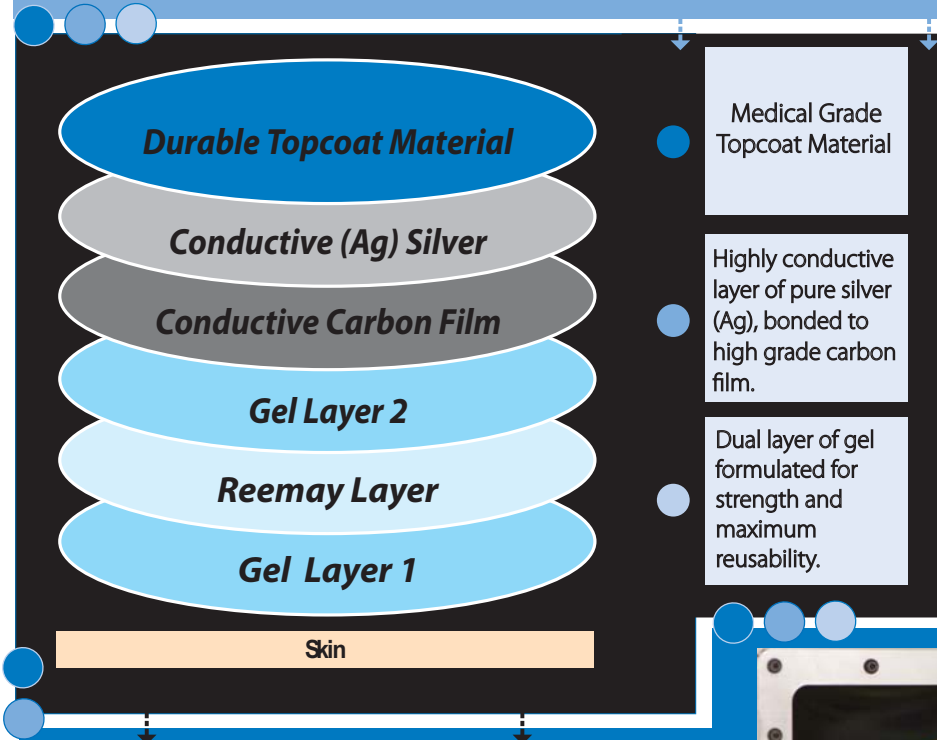 Durable Topcoat Material
Conductive (Ag) Silver
Conductive Carbon Film
Gel Layer 2
Reemay Layer
Gel Layer 1
Skin
Medical Grade
Topcoat Material
Highly conductive
layer of pure silver
(Ag), bonded to
high grade carbon
film.
Dual layer of gel
formulated for
strength and
maximum
reusability.